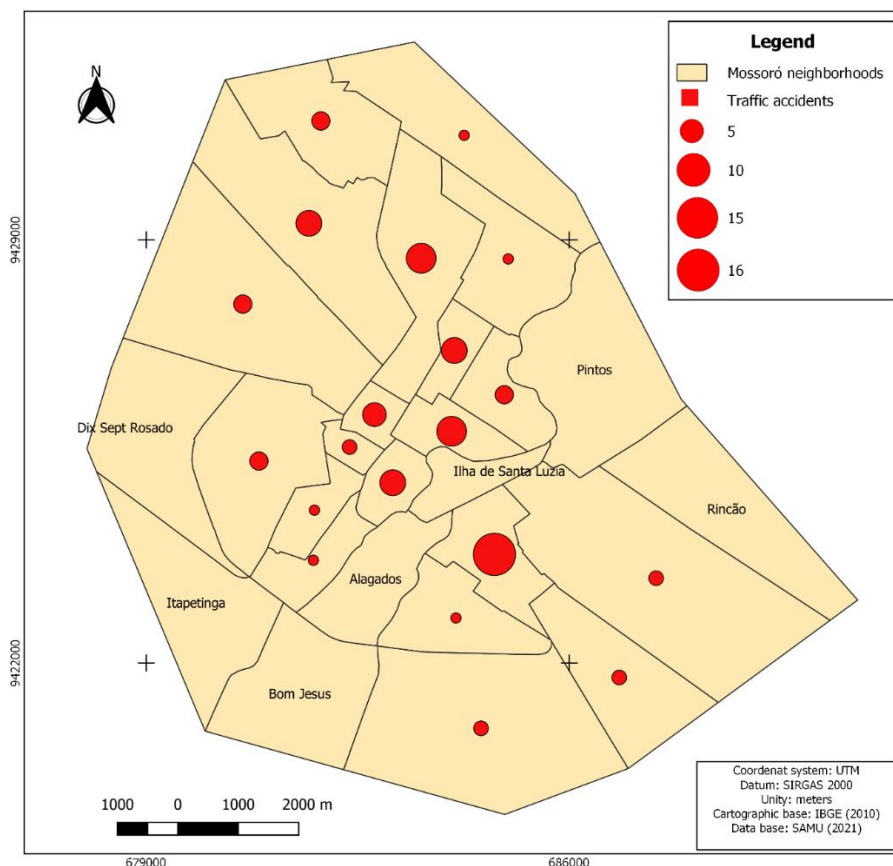 Legend
Mossoró neighborhoods
Traffic accidents
5
10
15
16
N
9429000
Pintos
Dix Sept Rosado
Ilha de Santa Luzia
Rincão
Alagados
Itapetinga
9422000
Bom Jesus
Coordenat system: UTM
Datum: SIRGAS 2000
Unity: meters
Cartographic base: IBGE (2010)
Data base: SAMU (2021)
1000 0 1000 2000 m
679000
686000